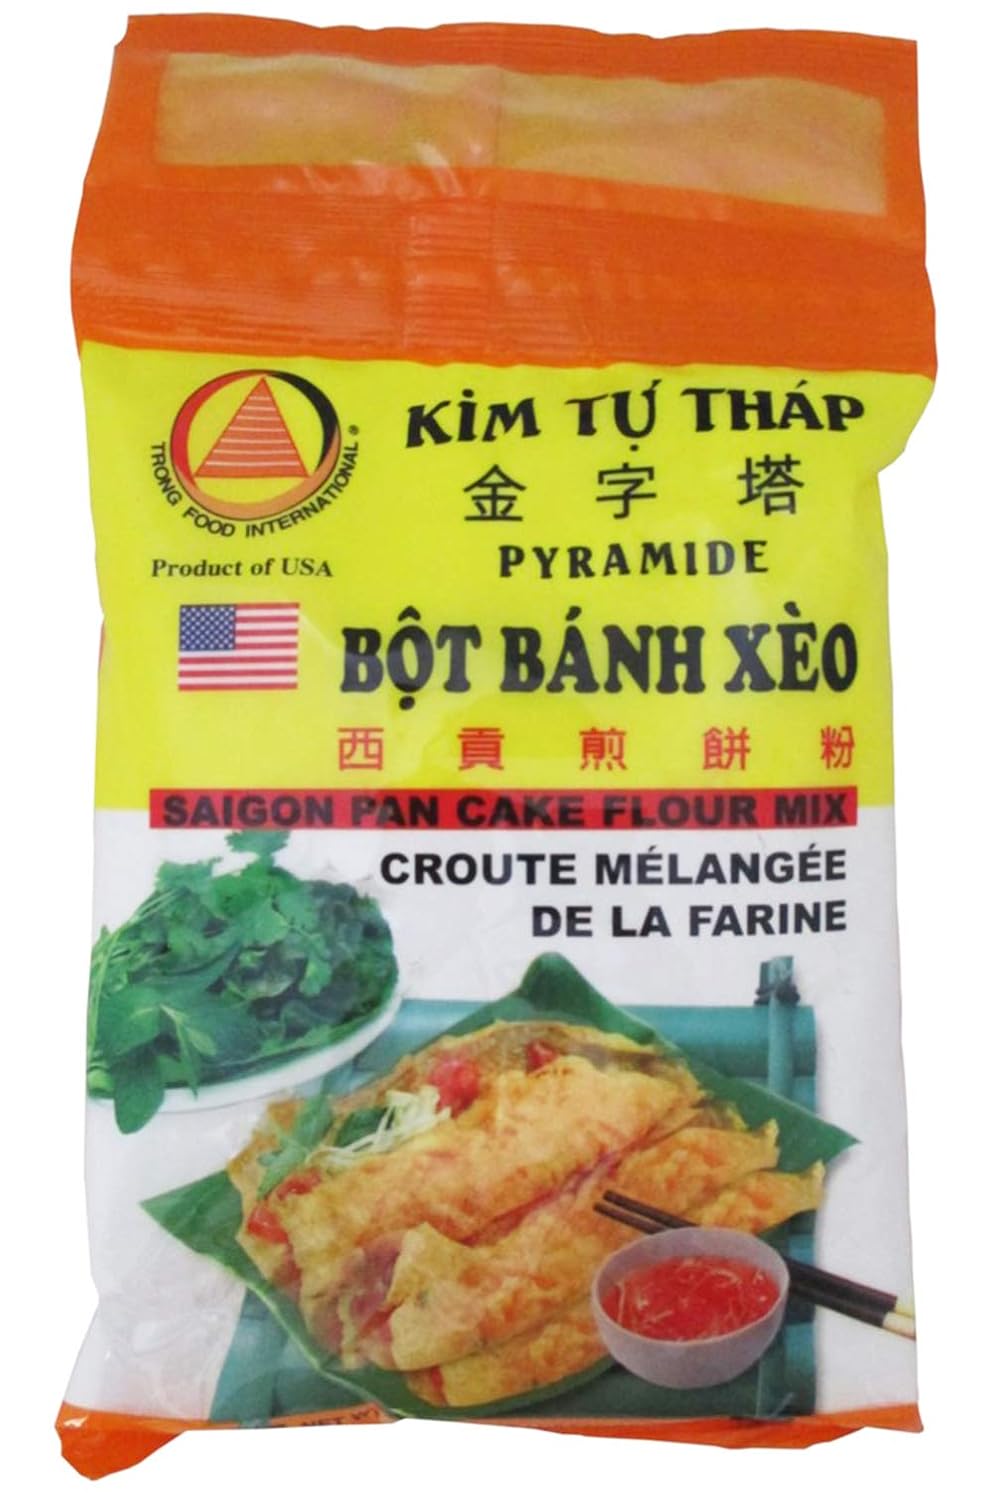 KIM TỰ THÁP
金字塔
PYRAMIDE
TRONG FOOD INTERNATIONAL®
Product of USA
BỘT BÁNH XÈO
西貢煎餅粉
SAIGON PAN CAKE FLOUR MIX
CROUTE MÉLANGÉE
DE LA FARINE
NET